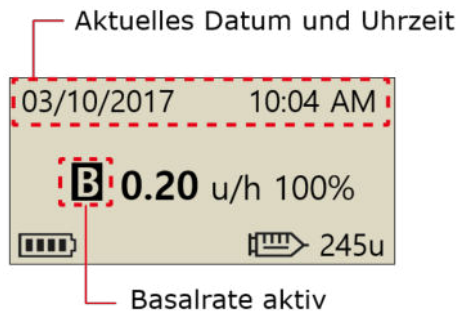 Aktuelles Datum und Uhrzeit
03/10/2017 10:04 AM
B 0.20 u/h 100%
245u
Basalrate aktiv